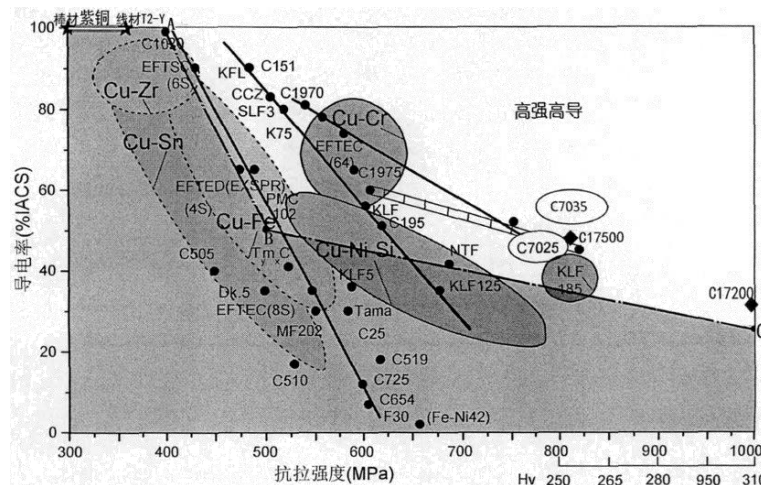 棒材紫铜 线材T2-Y A
100
C1020
EFTSC
(6S)
KFL
C151
CCZ
C1970
SLF3
K75
Cu-Zr
Cu-Cr
高强高导
80
Cu-Sn
EFTEC
(64)
C1975
60
EFTED(EXSPR)
(4S)
PMC
102
KLF
C7035
Cu-Fe
C195
B
C7025
C17500
Cu-Ni-Si
NTF
TmxC
C505
40
KLF5
KLF125
KLF
185
C17200
Dk.5
EFTEC(8S)
Tama
MF202
C25
C
20
C519
C510
C725
C654
F30
(Fe-Ni42)
0
300
400
500
600
700
800
900
1000
导电率(%IACS)
抗拉强度(MPa)
Hv 250 265 280 950 310